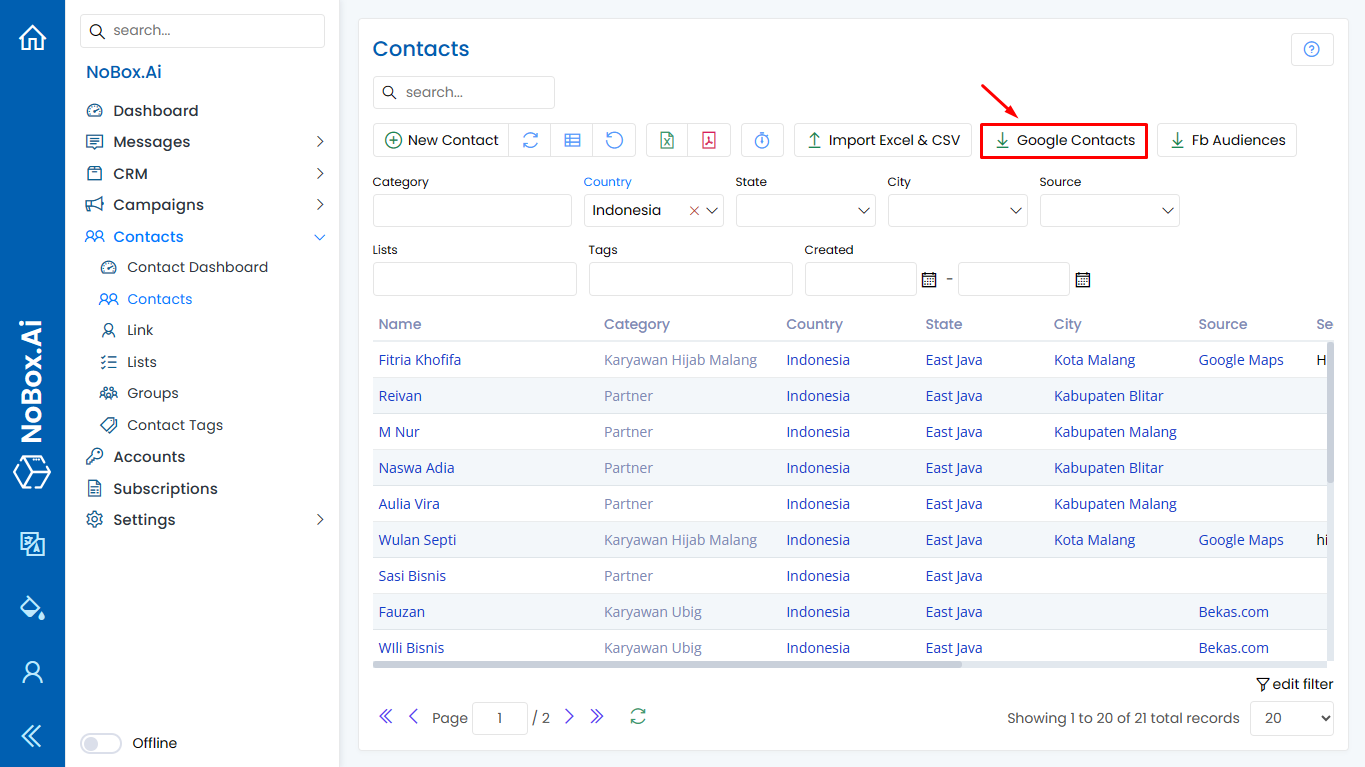 search...
NoBox.Ai
Dashboard
Messages
CRM
Campaigns
Contacts
Contact Dashboard
Contacts
Link
Lists
Groups
Contact Tags
Accounts
Subscriptions
Settings
Offline
NoBox.Ai
Contacts
search...
New Contact Import Excel & CSV Google Contacts Fb Audiences
Category Country State City Source
Indonesia
Lists Tags Created
-
Name Category Country State City Source Se
Fitria Khofifa Karyawan Hijab Malang Indonesia East Java Kota Malang Google Maps H
Reivan Partner Indonesia East Java Kabupaten Blitar
M Nur Partner Indonesia East Java Kabupaten Malang
Naswa Adia Partner Indonesia East Java Kabupaten Blitar
Aulia Vira Partner Indonesia East Java Kabupaten Malang
Wulan Septi Karyawan Hijab Malang Indonesia East Java Kota Malang Google Maps hi
Sasi Bisnis Partner Indonesia East Java
Fauzan Karyawan Ubig Indonesia East Java Bekas.com
WIli Bisnis Karyawan Ubig Indonesia East Java Bekas.com
edit filter
Page 1 / 2 Showing 1 to 20 of 21 total records 20